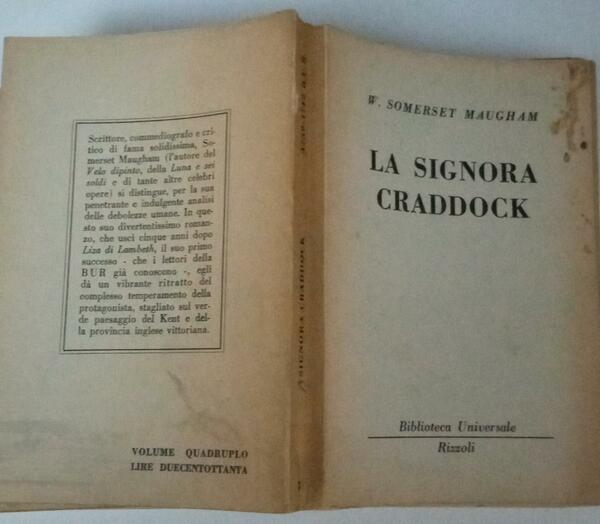 Scrittore, commediografo e cri-
tico di fama solidissima, So-
merset Maugham (l'autore del
Velo dipinto, della Luna e sei
soldi e di tante altre celebri
opere) si distingue, per la sua
penetrante e indulgente analisi
delle debolezze umane. In que-
sto suo divertentissimo roman-
zo, che uscì cinque anni dopo
Liza di Lambeth, il suo primo
successo - che i lettori della
BUR già conoscono -, egli
dà un vibrante ritratto del
complesso temperamento della
protagonista, stagliato sul ver-
de paesaggio del Kent e del-
la provincia inglese vittoriana.
VOLUME QUADRUPLO
LIRE DUECENTOTTANTA
SIGNORA CRADDOCK
W. SOMERSET MAUGHAM
LA SIGNORA
CRADDOCK
Biblioteca Universale
Rizzoli